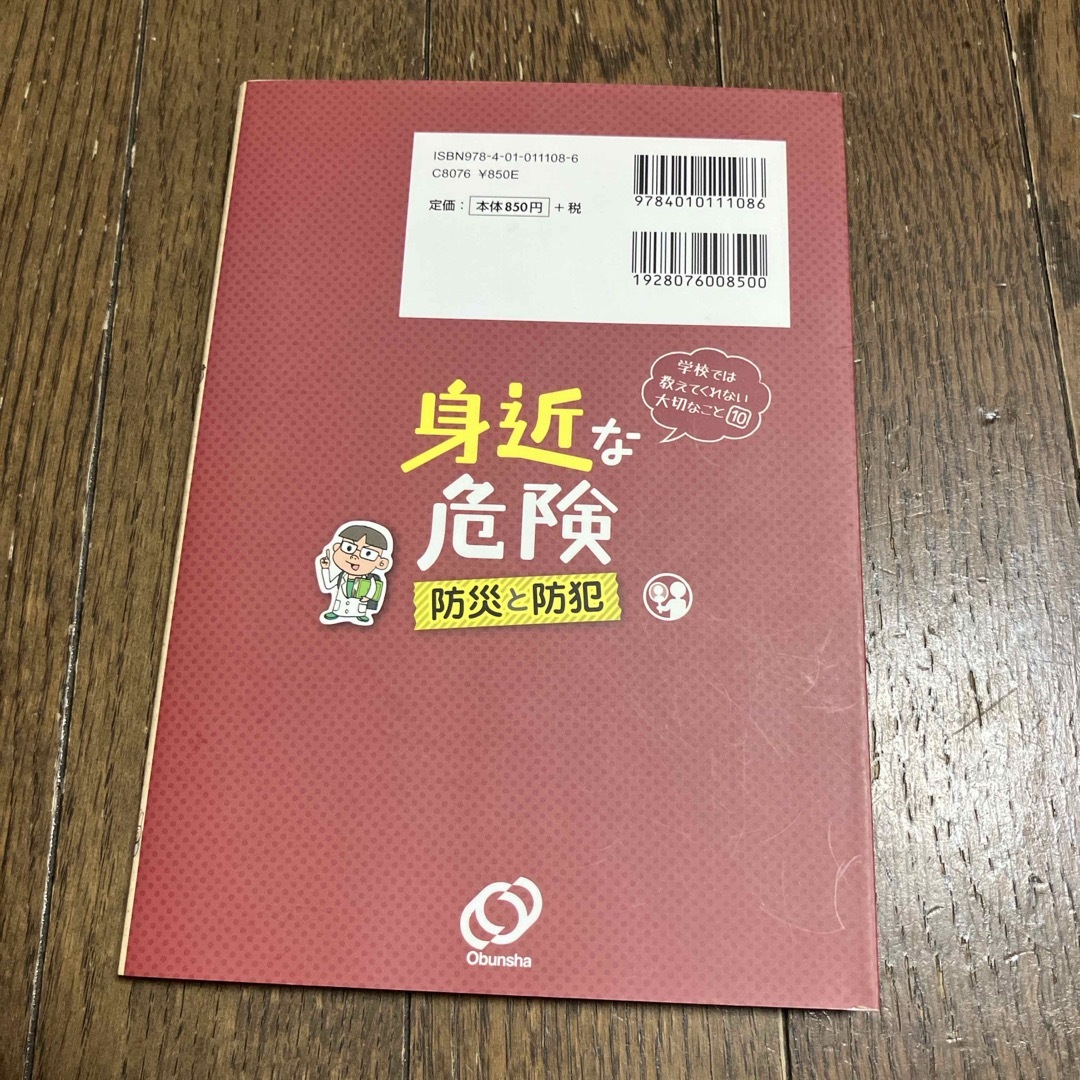 ISBN978-4-01-011108-6
C8076 ¥850E
定価： 本体850円 ＋税
9784010111086
1928076008500
学校では
教えてくれない
大切なこと 10
身近な
危険
防災と防犯
Obunsha